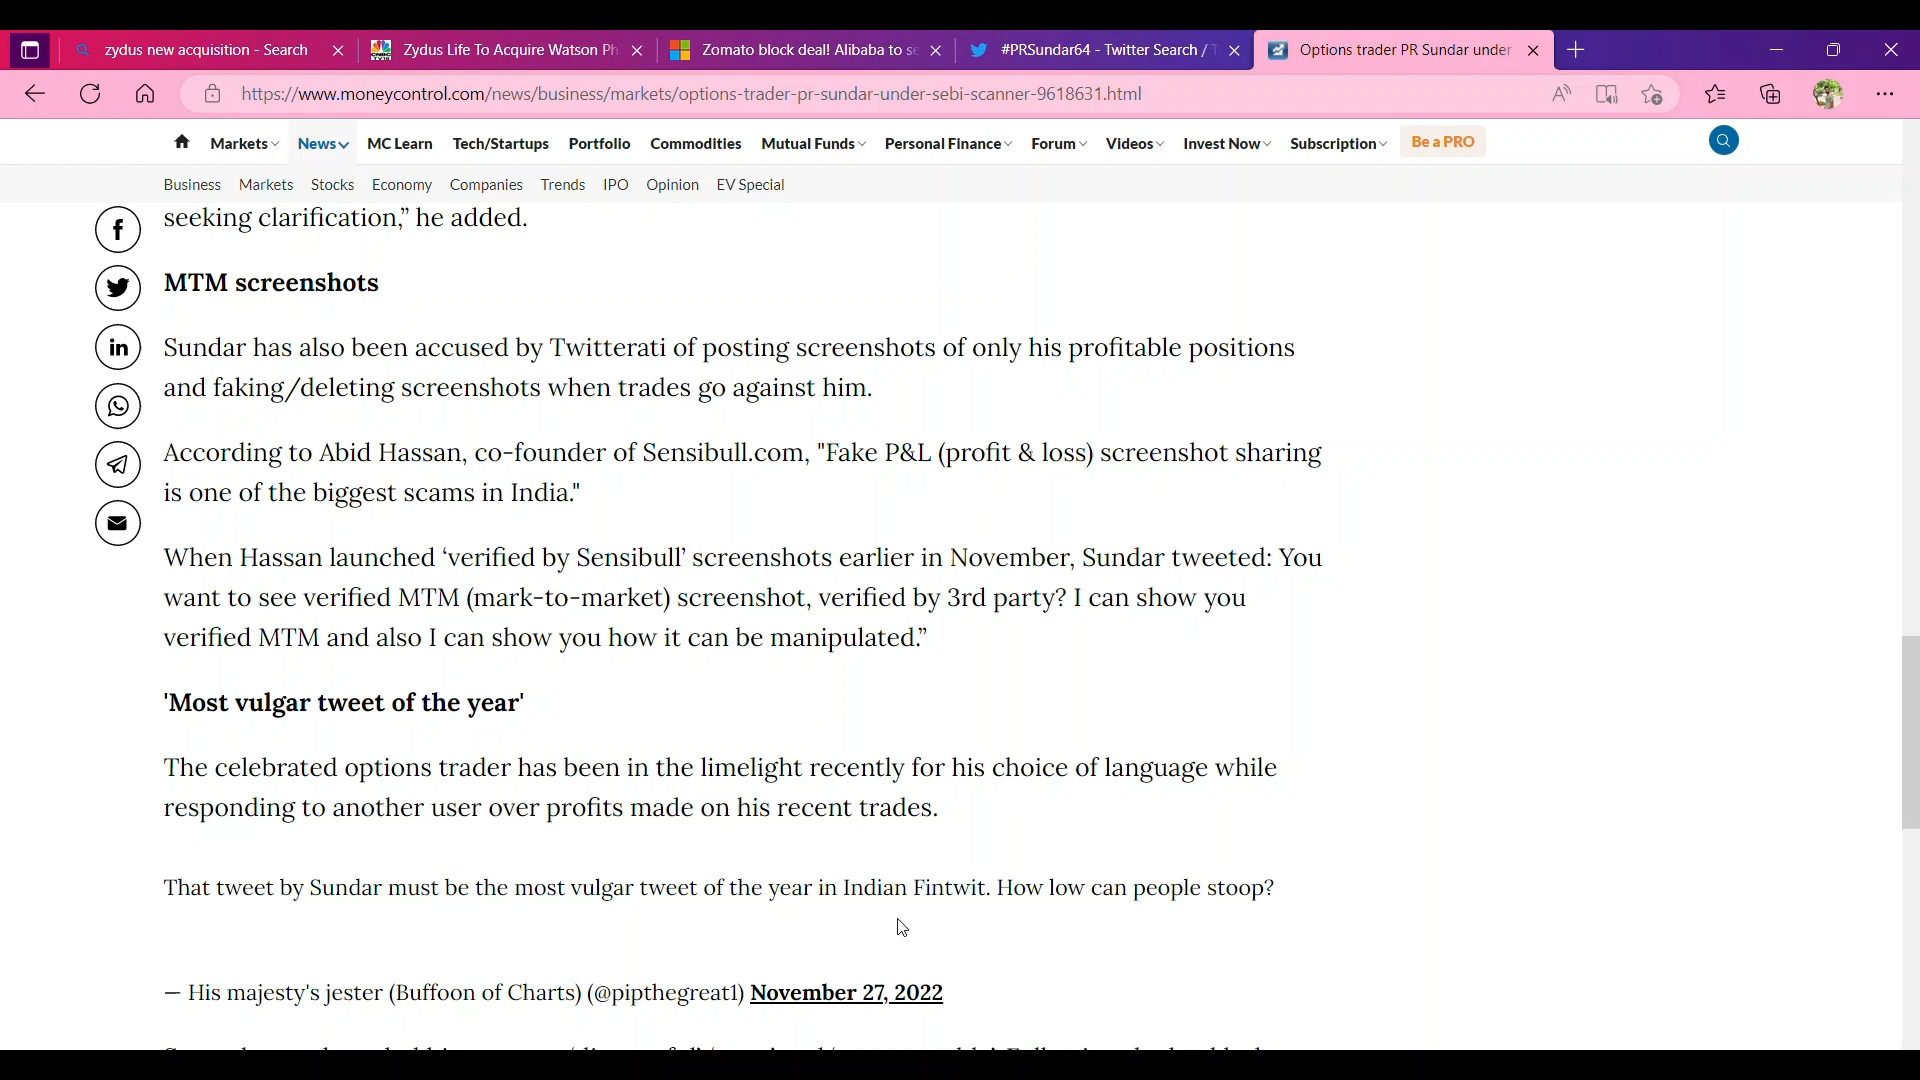 zydus new acquisition - Search
Zydus Life To Acquire Watson Ph
Zomato block deal! Alibaba to se
#PRSundar64 - Twitter Search / T
Options trader PR Sundar under
https://www.moneycontrol.com/news/business/markets/options-trader-pr-sundar-under-sebi-scanner-9618631.html
Markets News MC Learn Tech/Startups Portfolio Commodities Mutual Funds Personal Finance Forum Videos Invest Now Subscription Be a PRO
Business Markets Stocks Economy Companies Trends IPO Opinion EV Special
seeking clarification,” he added.
MTM screenshots
Sundar has also been accused by Twitterati of posting screenshots of only his profitable positions
and faking/deleting screenshots when trades go against him.
According to Abid Hassan, co-founder of Sensibull.com, "Fake P&L (profit & loss) screenshot sharing
is one of the biggest scams in India."
When Hassan launched ‘verified by Sensibull’ screenshots earlier in November, Sundar tweeted: You
want to see verified MTM (mark-to-market) screenshot, verified by 3rd party? I can show you
verified MTM and also I can show you how it can be manipulated.”
'Most vulgar tweet of the year'
The celebrated options trader has been in the limelight recently for his choice of language while
responding to another user over profits made on his recent trades.
That tweet by Sundar must be the most vulgar tweet of the year in Indian Fintwit. How low can people stoop?
— His majesty's jester (Buffoon of Charts) (@pipthegreat1) November 27, 2022